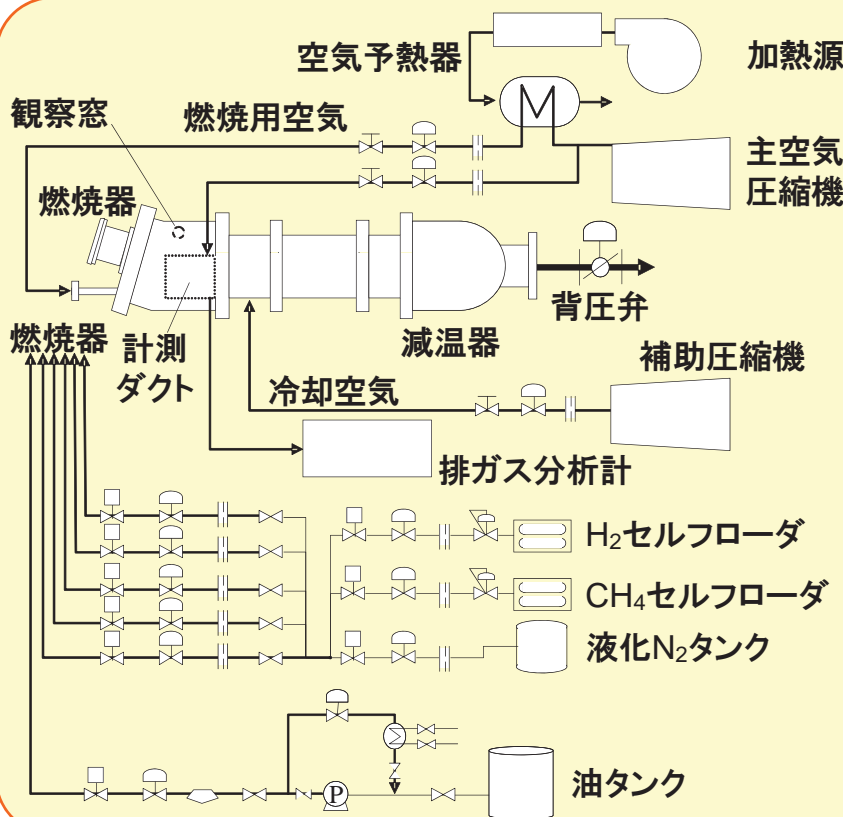 空気予熱器
加熱源
観察窓
燃焼用空気
主空気
圧縮機
燃焼器
背圧弁
燃焼器
計測
ダクト
減温器
補助圧縮機
冷却空気
排ガス分析計
H₂セルフローダ
CH₄セルフローダ
液化N₂タンク
油タンク
P